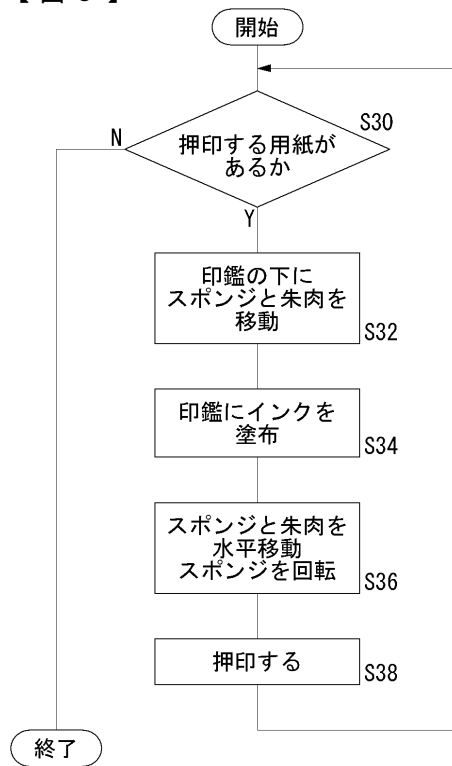 開始
S30
押印する用紙が
あるか
N
Y
印鑑の下に
スポンジと朱肉を
移動
S32
印鑑にインクを
塗布
S34
スポンジと朱肉を
水平移動
スポンジを回転
S36
押印する
S38
終了